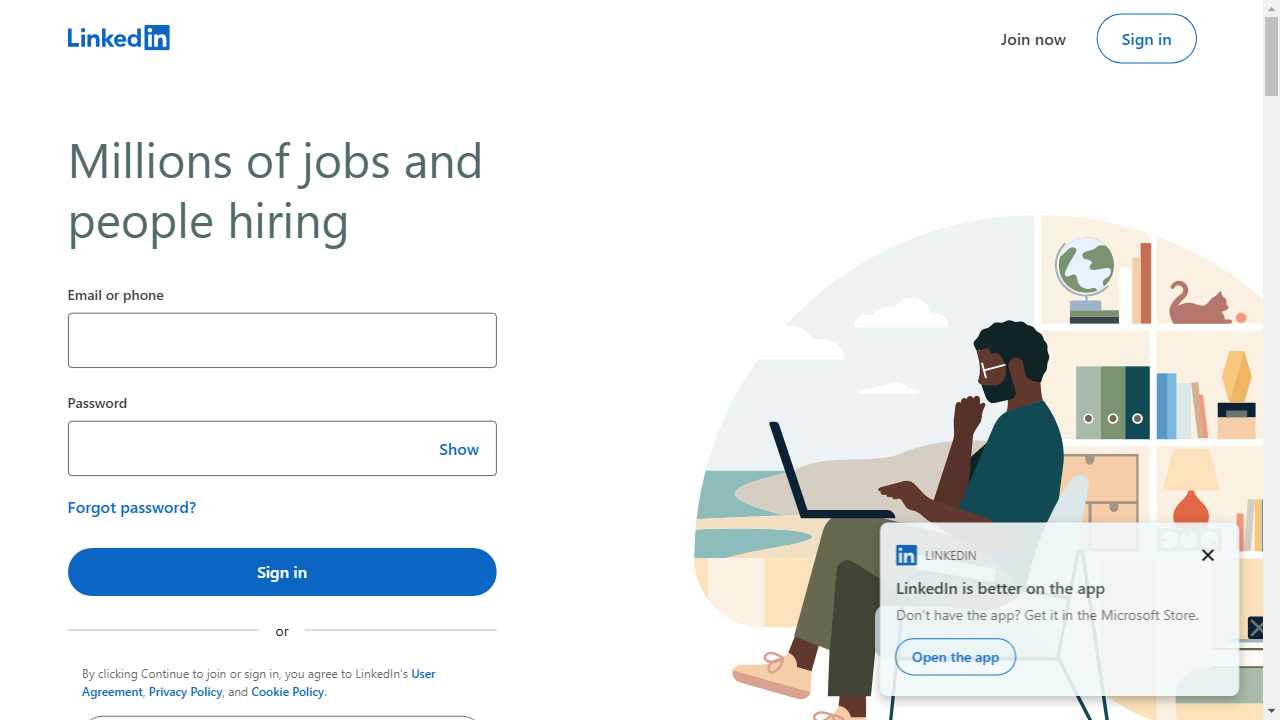 Linked in
Join now
Sign in
Millions of jobs and
people hiring
Email or phone
Password
Show
Forgot password?
Sign in
or
By clicking Continue to join or sign in, you agree to LinkedIn's User
Agreement, Privacy Policy, and Cookie Policy.
in LINKEDIN
LinkedIn is better on the app
Don't have the app? Get it in the Microsoft Store.
Open the app